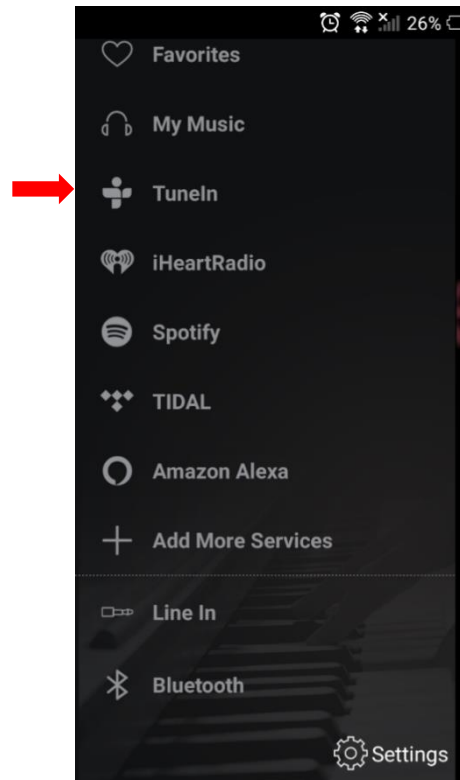 26%
Favorites
My Music
TuneIn
iHeartRadio
Spotify
TIDAL
Amazon Alexa
Add More Services
Line In
Bluetooth
Settings